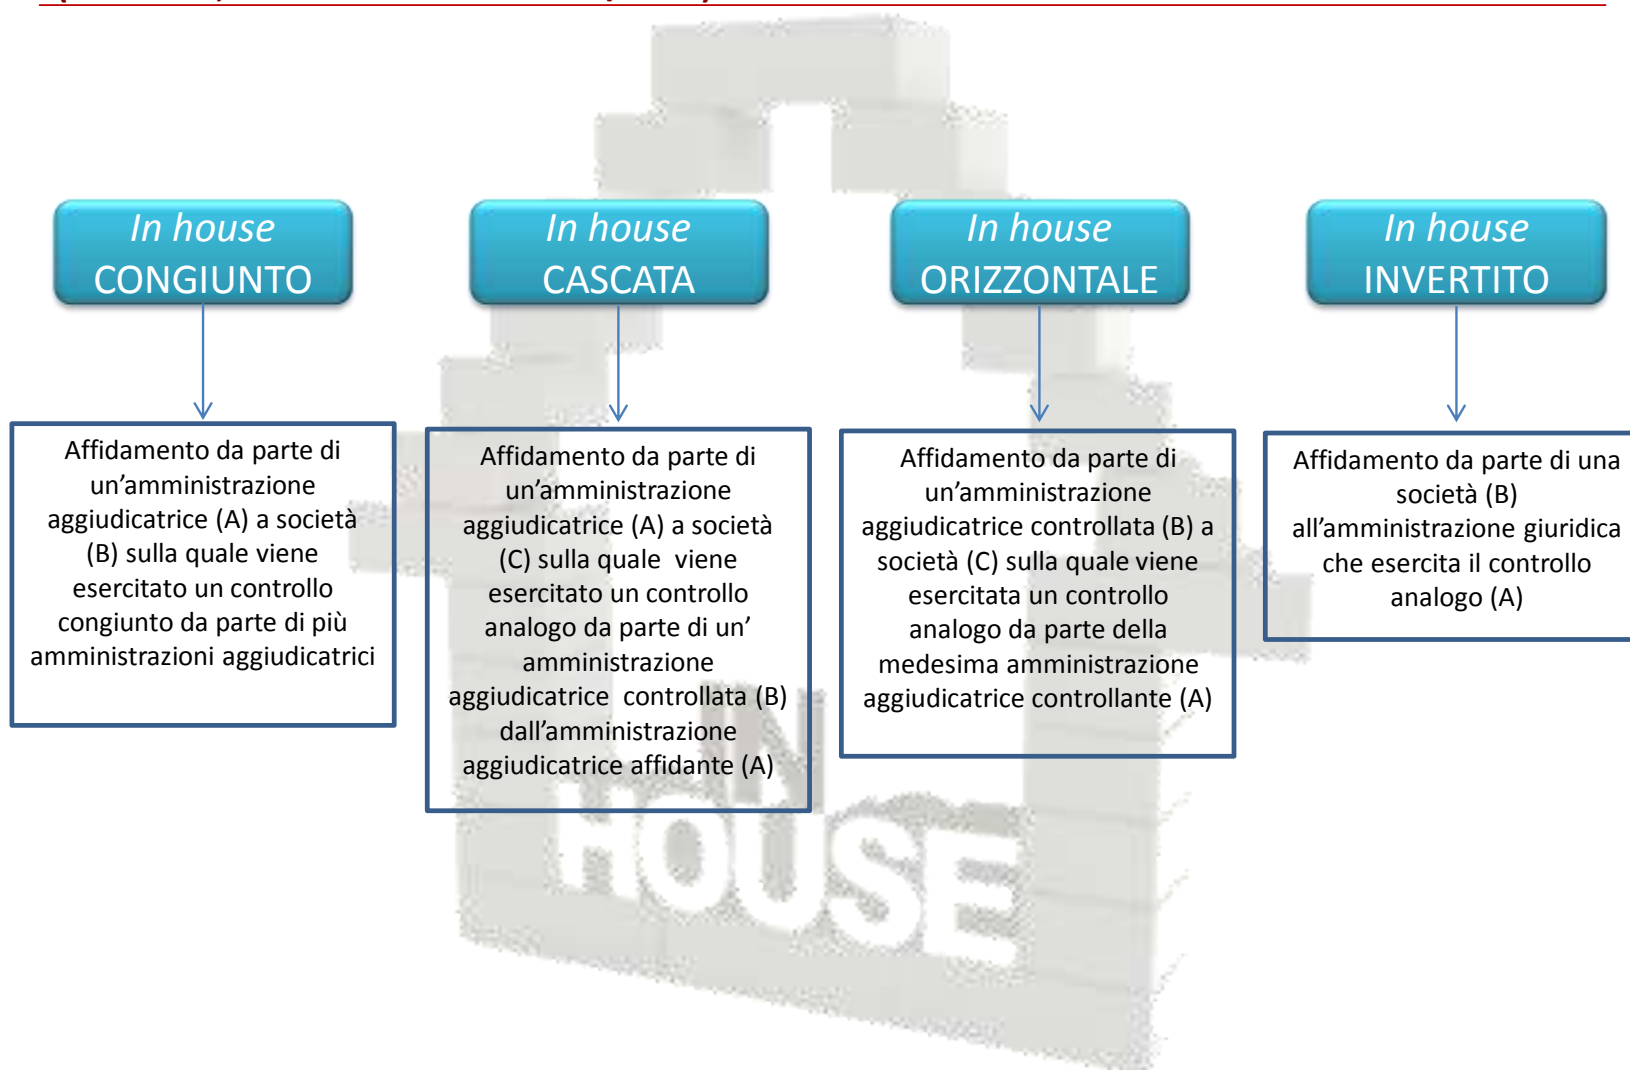 In house
CONGIUNTO
Affidamento da parte di
un’amministrazione
aggiudicatrice (A) a società
(B) sulla quale viene
esercitato un controllo
congiunto da parte di più
amministrazioni aggiudicatrici
In house
CASCATA
Affidamento da parte di
un’amministrazione
aggiudicatrice (A) a società
(C) sulla quale viene
esercitato un controllo
analogo da parte di un’
amministrazione
aggiudicatrice controllata (B)
dall’amministrazione
aggiudicatrice affidante (A)
In house
ORIZZONTALE
Affidamento da parte di
un’amministrazione
aggiudicatrice controllata (B) a
società (C) sulla quale viene
esercitata un controllo
analogo da parte della
medesima amministrazione
aggiudicatrice controllante (A)
In house
INVERTITO
Affidamento da parte di una
società (B)
all’amministrazione giuridica
che esercita il controllo
analogo (A)
IN
HOUSE